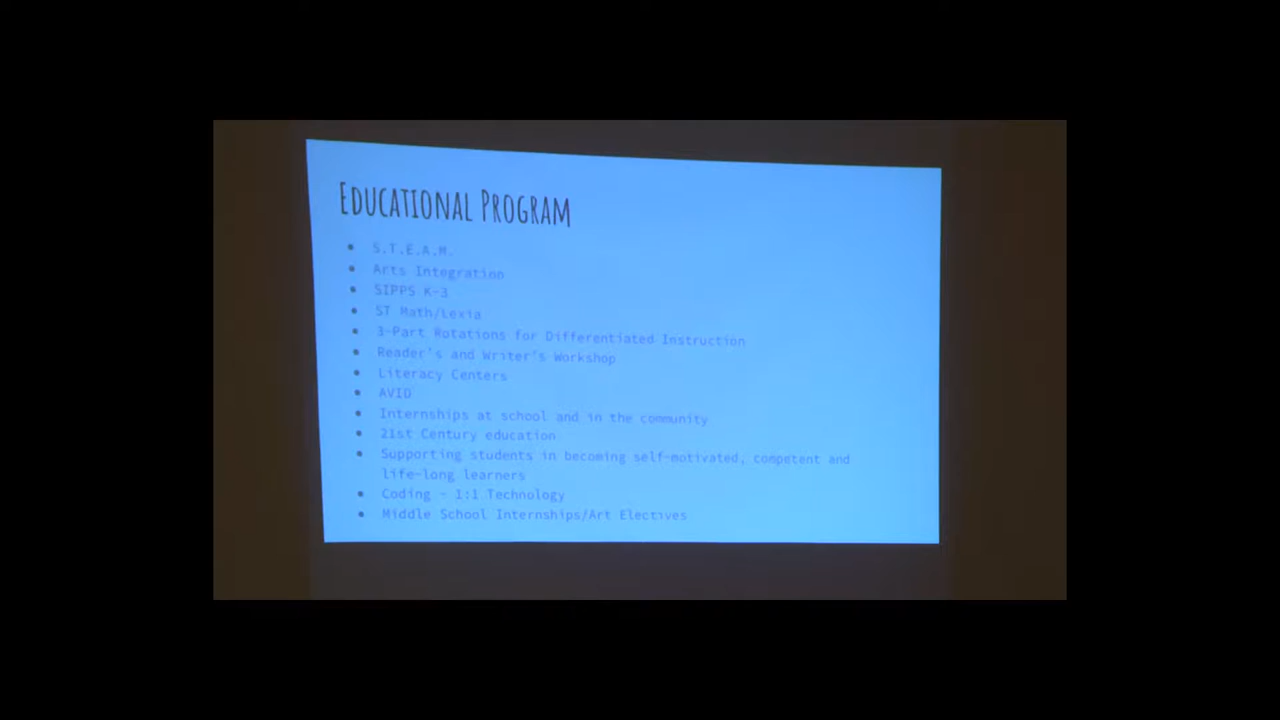 EDUCATIONAL PROGRAM
• S.T.E.A.M.
• Arts Integration
• SIPPS K-3
• ST Math/Lexia
• 3-Part Rotations for Differentiated Instruction
• Reader's and Writer's Workshop
• Literacy Centers
• AVID
• Internships at school and in the community
• 21st Century education
• Supporting students in becoming self-motivated, competent and
life-long learners
• Coding - 1:1 Technology
• Middle School Internships/Art Electives